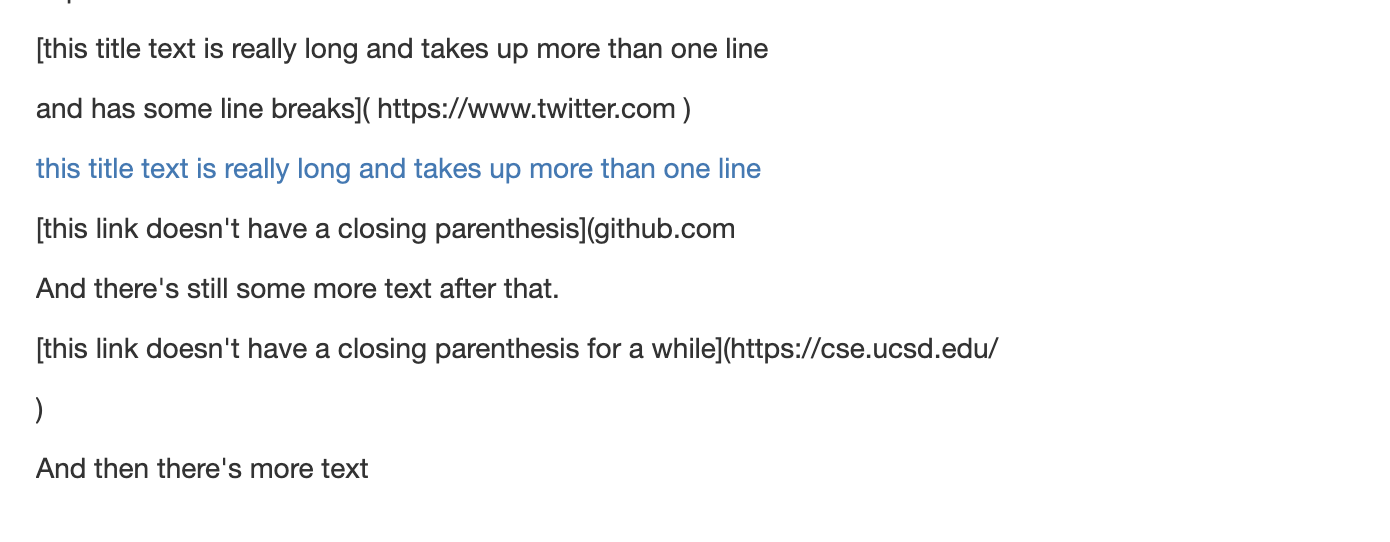 [this title text is really long and takes up more than one line
and has some line breaks]( https://www.twitter.com )
this title text is really long and takes up more than one line
[this link doesn't have a closing parenthesis](github.com
And there's still some more text after that.
[this link doesn't have a closing parenthesis for a while](https://cse.ucsd.edu/
)
And then there's more text